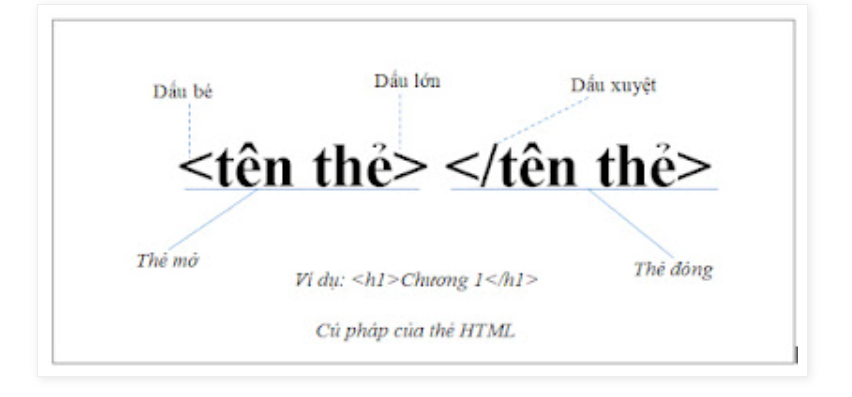 Dấu bé Dấu lớn Dấu xuyệt
<tên thẻ> </tên thẻ>
Thẻ mở Thẻ đóng
Ví dụ: <h1>Chương 1</h1>
Cú pháp của thẻ HTML